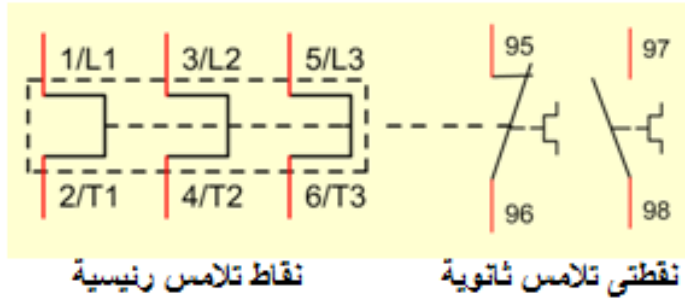 1/L1 3/L2 5/L3 95 97
2/T1 4/T2 6/T3 96 98
نقاط تلامس رئيسية نقطتي تلامس ثانوية